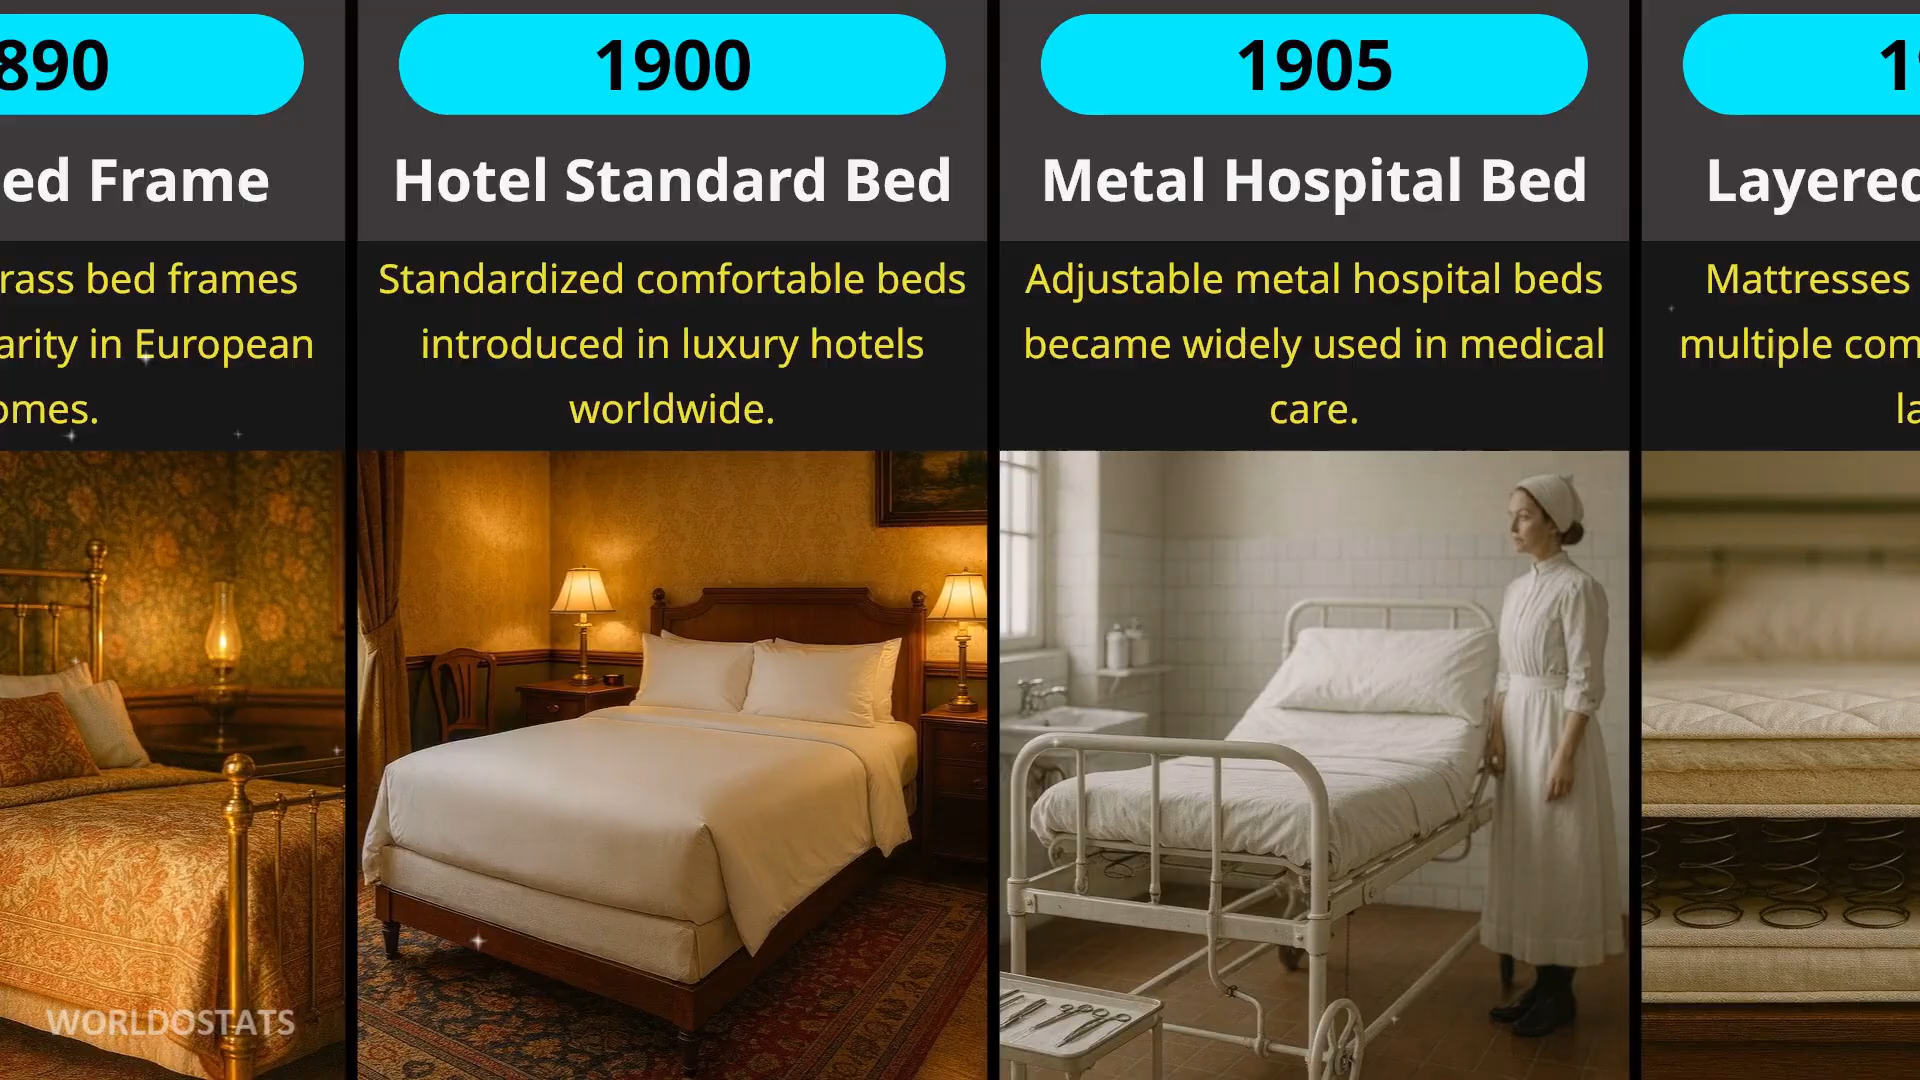 890
ed Frame
rass bed frames
arity in European
omes.
1900
Hotel Standard Bed
Standardized comfortable beds
introduced in luxury hotels
worldwide.
1905
Metal Hospital Bed
Adjustable metal hospital beds
became widely used in medical
care.
19
Layered
Mattresses
multiple com
la
WORLDOSTATS